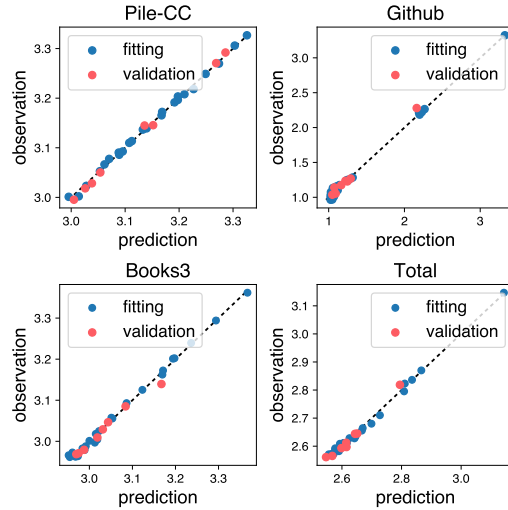 Pile-CC
3.3
3.2
3.1
3.0
observation
fitting
validation
3.0
3.1
3.2
3.3
prediction
Github
3.0
2.5
2.0
1.5
1.0
observation
fitting
validation
1
2
3
prediction
Books3
3.3
3.2
3.1
3.0
observation
fitting
validation
3.0
3.1
3.2
3.3
prediction
Total
3.1
3.0
2.9
2.8
2.7
2.6
observation
fitting
validation
2.6
2.8
3.0
prediction